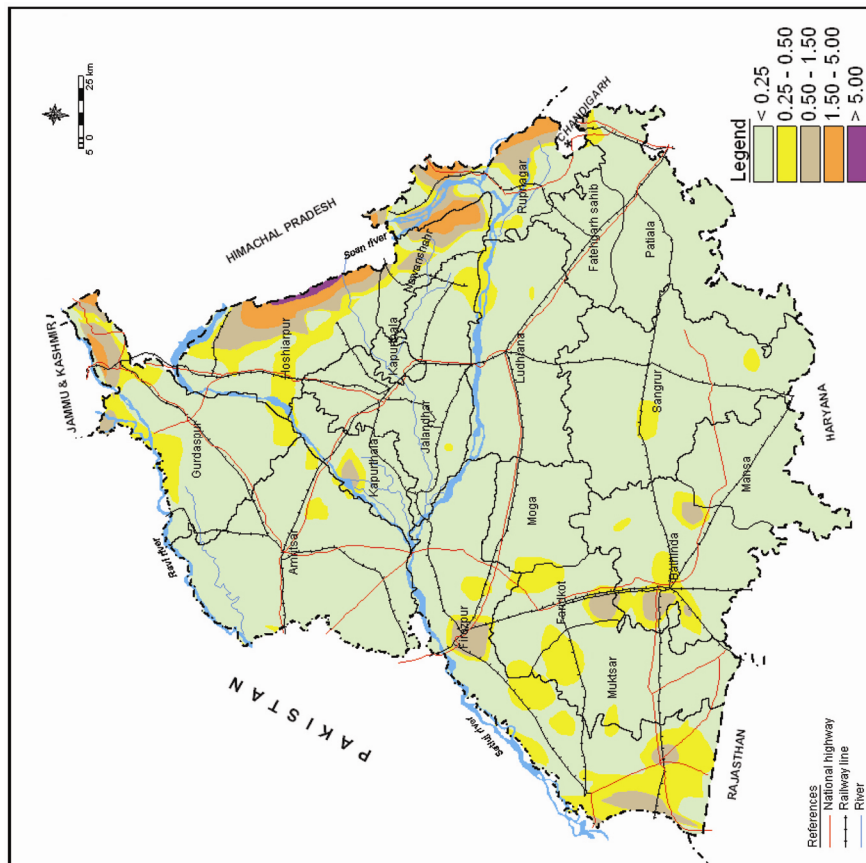 25 km
5 0
JAMMU & KASHMIR
HIMACHAL PRADESH
CHANDIGARH
HARYANA
RAJASTHAN
PAKISTAN
Ravi river
Soan river
Satluj river
Gurdaspur
Hoshiarpur
Amritsar
Kapurthala
Kapurthala
Jalandhar
Nawanshahr
Rupnagar
Ludhiana
Fatehgarh sahib
Patiala
Moga
Firozpur
Faridkot
Muktsar
Bathinda
Sangrur
Mansa
Legend
< 0.25
0.25 - 0.50
0.50 - 1.50
1.50 - 5.00
> 5.00
References
National highway
Railway line
River